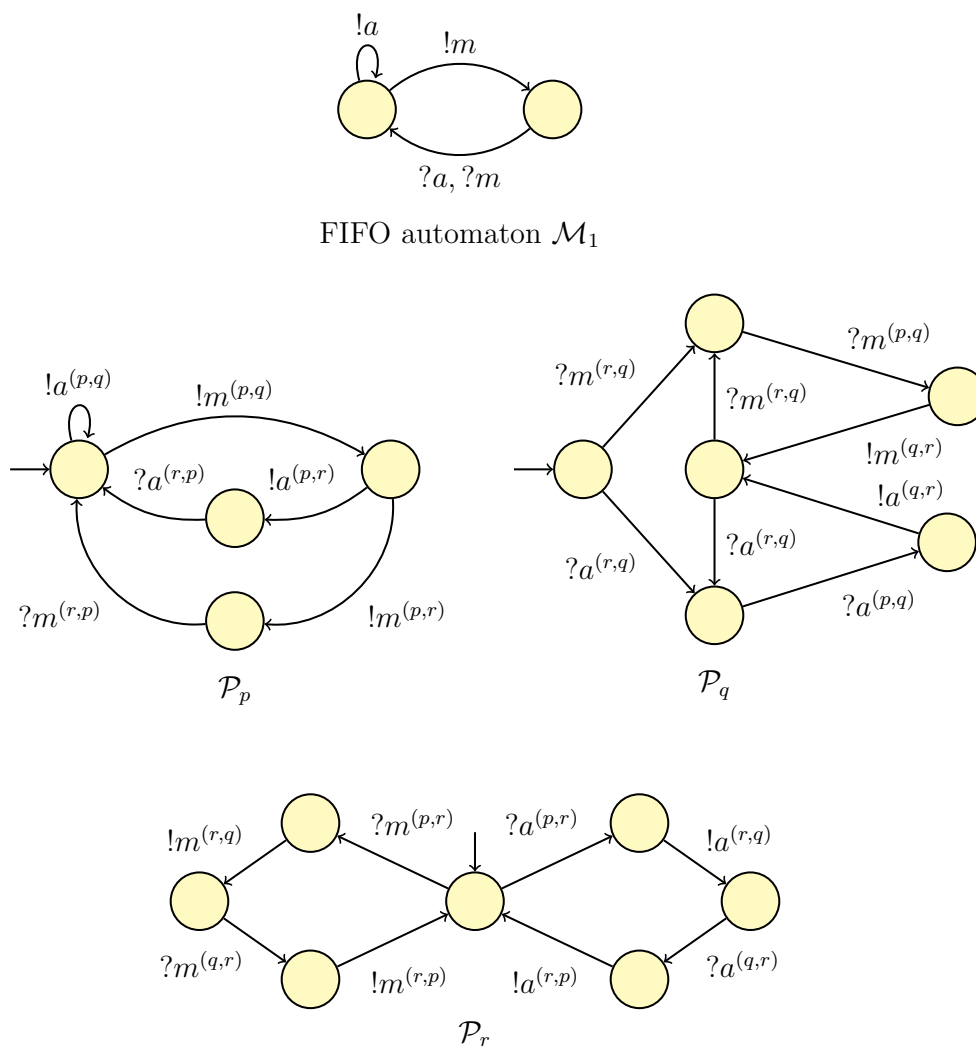 !a
!m
?a, ?m
FIFO automaton ℳ₁
!a^{(p,q)}
!m^{(p,q)}
?a^{(r,p)}
!a^{(p,r)}
?m^{(r,p)}
!m^{(p,r)}
𝒫_p
?m^{(r,q)}
?m^{(p,q)}
?m^{(r,q)}
!m^{(q,r)}
!a^{(q,r)}
?a^{(r,q)}
?a^{(r,q)}
?a^{(p,q)}
𝒫_q
!m^{(r,q)}
?m^{(p,r)}
?a^{(p,r)}
!a^{(r,q)}
?m^{(q,r)}
!m^{(r,p)}
!a^{(r,p)}
?a^{(q,r)}
𝒫_r